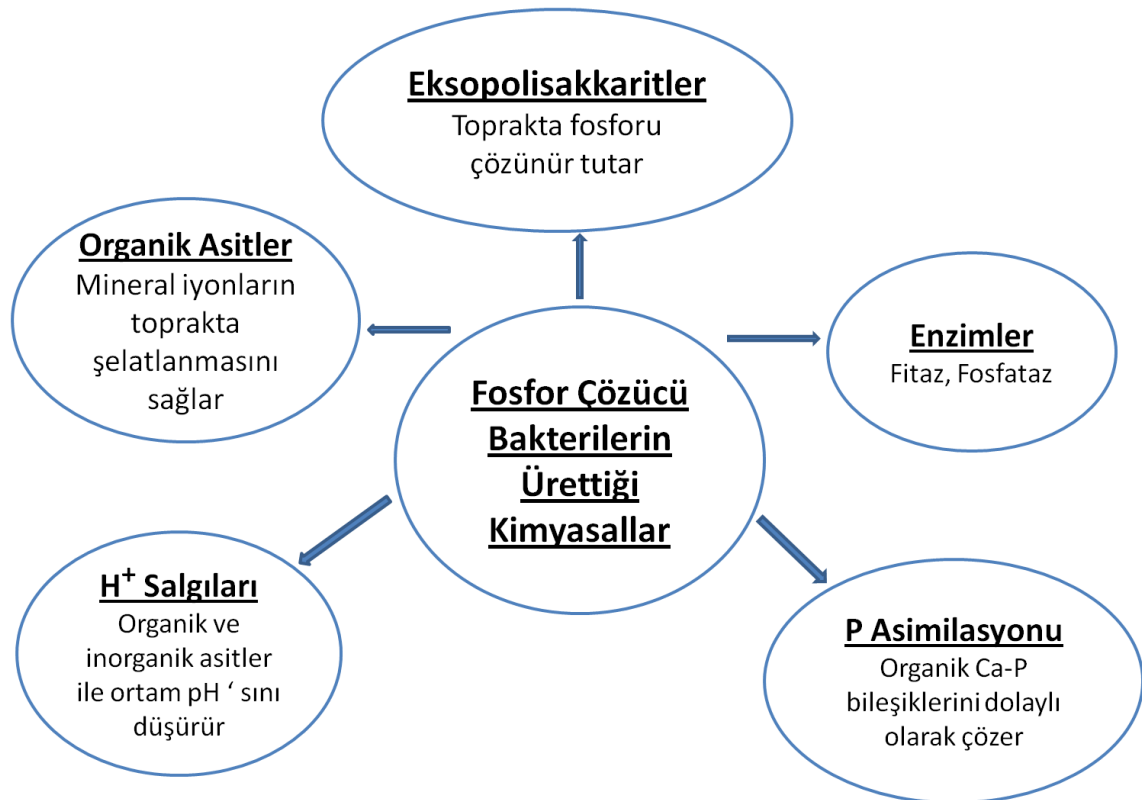 Eksopolisakkaritler
Toprakta fosforu
çözünür tutar
Organik Asitler
Mineral iyonların
toprakta
şelatlanmasını
sağlar
Enzimler
Fitaz, Fosfataz
Fosfor Çözücü
Bakterilerin
Ürettiği
Kimyasallar
H⁺ Salgıları
Organik ve
inorganik asitler
ile ortam pH ‘ sını
düşürür
P Asimilasyonu
Organik Ca-P
bileşiklerini dolaylı
olarak çözer